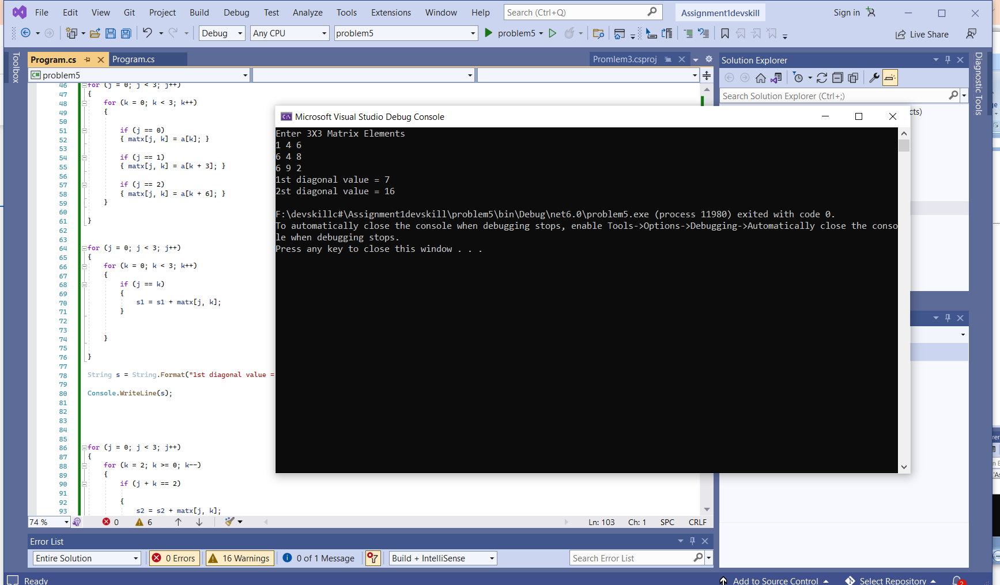 File Edit View Git Project Build Debug Test Analyze Tools Extensions Window Help Search (Ctrl+Q) Assignment1devskill Sign in
Debug Any CPU problem5 problem5 Live Share
Toolbox
Program.cs Program.cs Promlem3.csproj
C# problem5
46 for (j = 0; j < 3; j++)
47 {
48 for (k = 0; k < 3; k++)
49 {
50
51 if (j == 0)
52 { matx[j, k] = a[k]; }
53
54 if (j == 1)
55 { matx[j, k] = a[k + 3]; }
56
57 if (j == 2)
58 { matx[j, k] = a[k + 6]; }
59 }
60
61 }
62
63
64 for (j = 0; j < 3; j++)
65 {
66 for (k = 0; k < 3; k++)
67 {
68 if (j == k)
69 {
70 s1 = s1 + matx[j, k];
71 }
72
73
74 }
75
76 }
77
78 String s = String.Format("1st diagonal value =
79
80 Console.WriteLine(s);
81
82
83
84
85
86 for (j = 0; j < 3; j++)
87 {
88 for (k = 2; k >= 0; k--)
89 {
90 if (j + k == 2)
91
92 {
93 s2 = s2 + matx[j, k];
74 % 0 6 Ln: 103 Ch: 1 SPC CRLF
Microsoft Visual Studio Debug Console
Enter 3X3 Matrix Elements
1 4 6
6 4 8
6 9 2
1st diagonal value = 7
2st diagonal value = 16
F:\devskillc#\Assignment1devskill\problem5\bin\Debug\net6.0\problem5.exe (process 11980) exited with code 0.
To automatically close the console when debugging stops, enable Tools->Options->Debugging->Automatically close the conso
le when debugging stops.
Press any key to close this window . . .
Solution Explorer
Search Solution Explorer (Ctrl+;)
cts)
Diagnostic Tools
Error List
Entire Solution 0 Errors 16 Warnings 0 of 1 Message Build + IntelliSense Search Error List
Ready Add to Source Control Select Repository 2